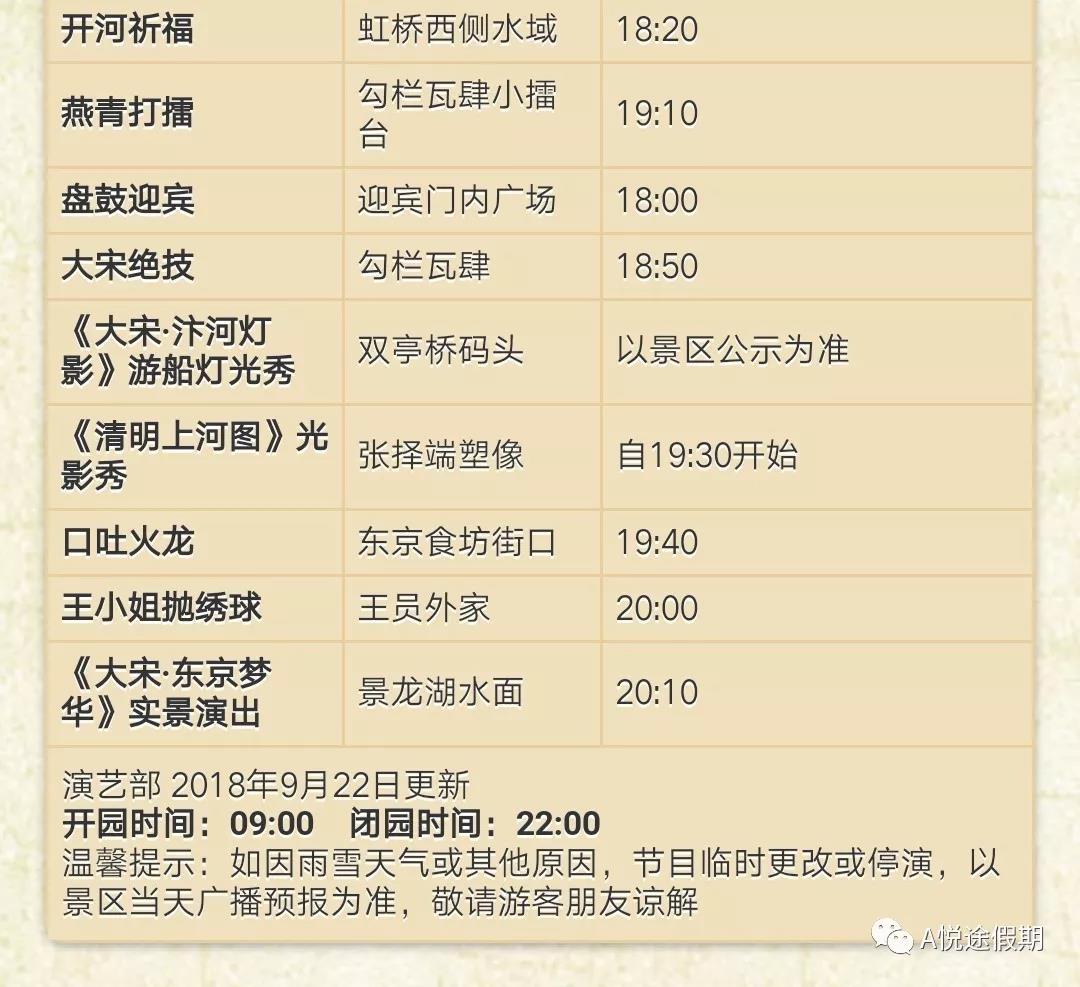 开河祈福 虹桥西侧水域 18:20
燕青打擂 勾栏瓦肆小擂
台 19:10
盘鼓迎宾 迎宾门内广场 18:00
大宋绝技 勾栏瓦肆 18:50
《大宋·汴河灯
影》游船灯光秀 双亭桥码头 以景区公示为准
《清明上河图》光
影秀 张择端塑像 自19:30开始
口吐火龙 东京食坊街口 19:40
王小姐抛绣球 王员外家 20:00
《大宋·东京梦
华》实景演出 景龙湖水面 20:10
演艺部 2018年9月22日更新
开园时间：09:00 闭园时间：22:00
温馨提示：如因雨雪天气或其他原因，节目临时更改或停演，以
景区当天广播预报为准，敬请游客朋友谅解
A悦途假期